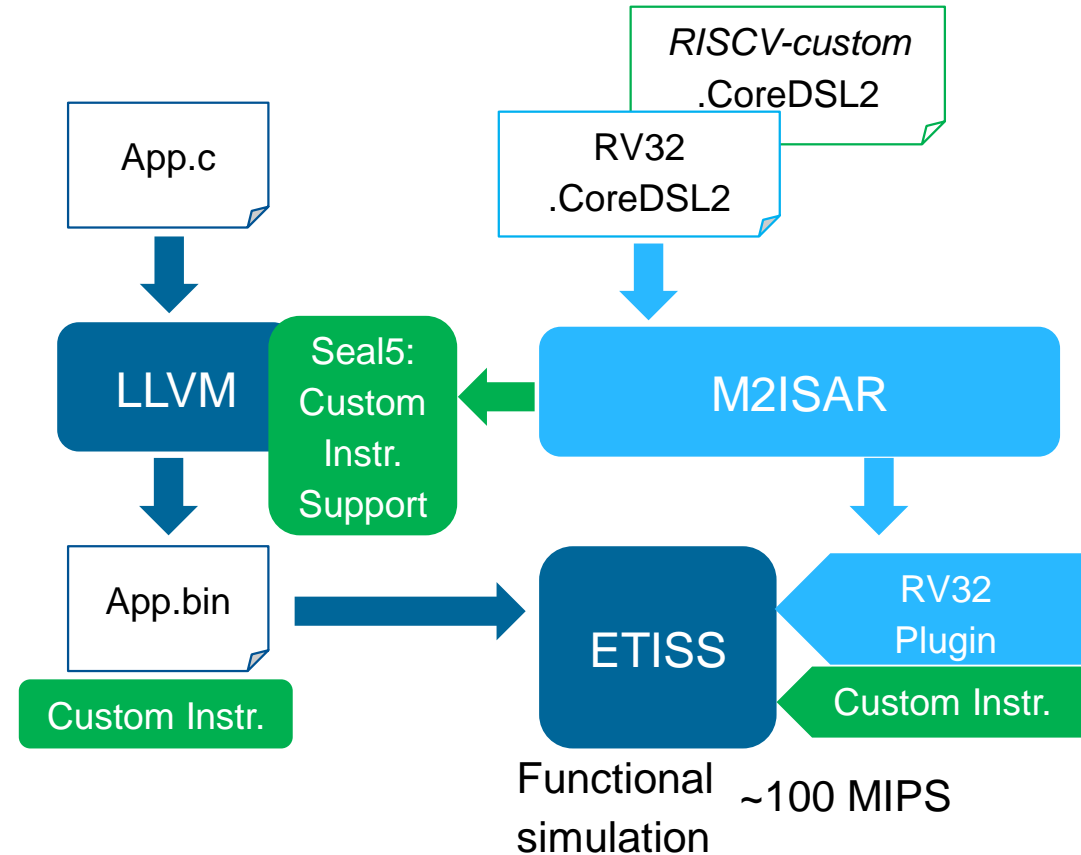 RISCV-custom
.CoreDSL2
App.c
RV32
.CoreDSL2
LLVM
Seal5:
Custom
Instr.
Support
M2ISAR
App.bin
Custom Instr.
ETISS
RV32
Plugin
Custom Instr.
Functional
simulation
~100 MIPS